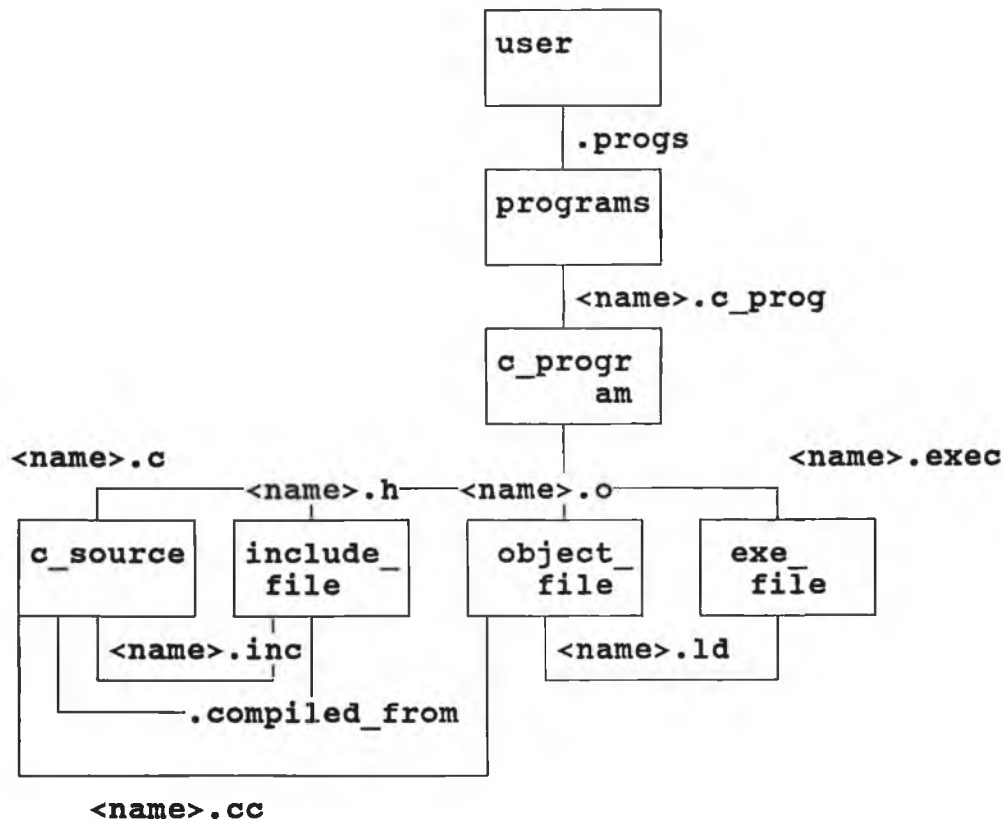 user
.progs
programs
<name>.c_prog
c_progr
am
<name>.c
<name>.exec
<name>.h
<name>.o
c_source
include_
file
object_
file
exe_
file
<name>.inc
<name>.ld
.compiled_from
<name>.cc